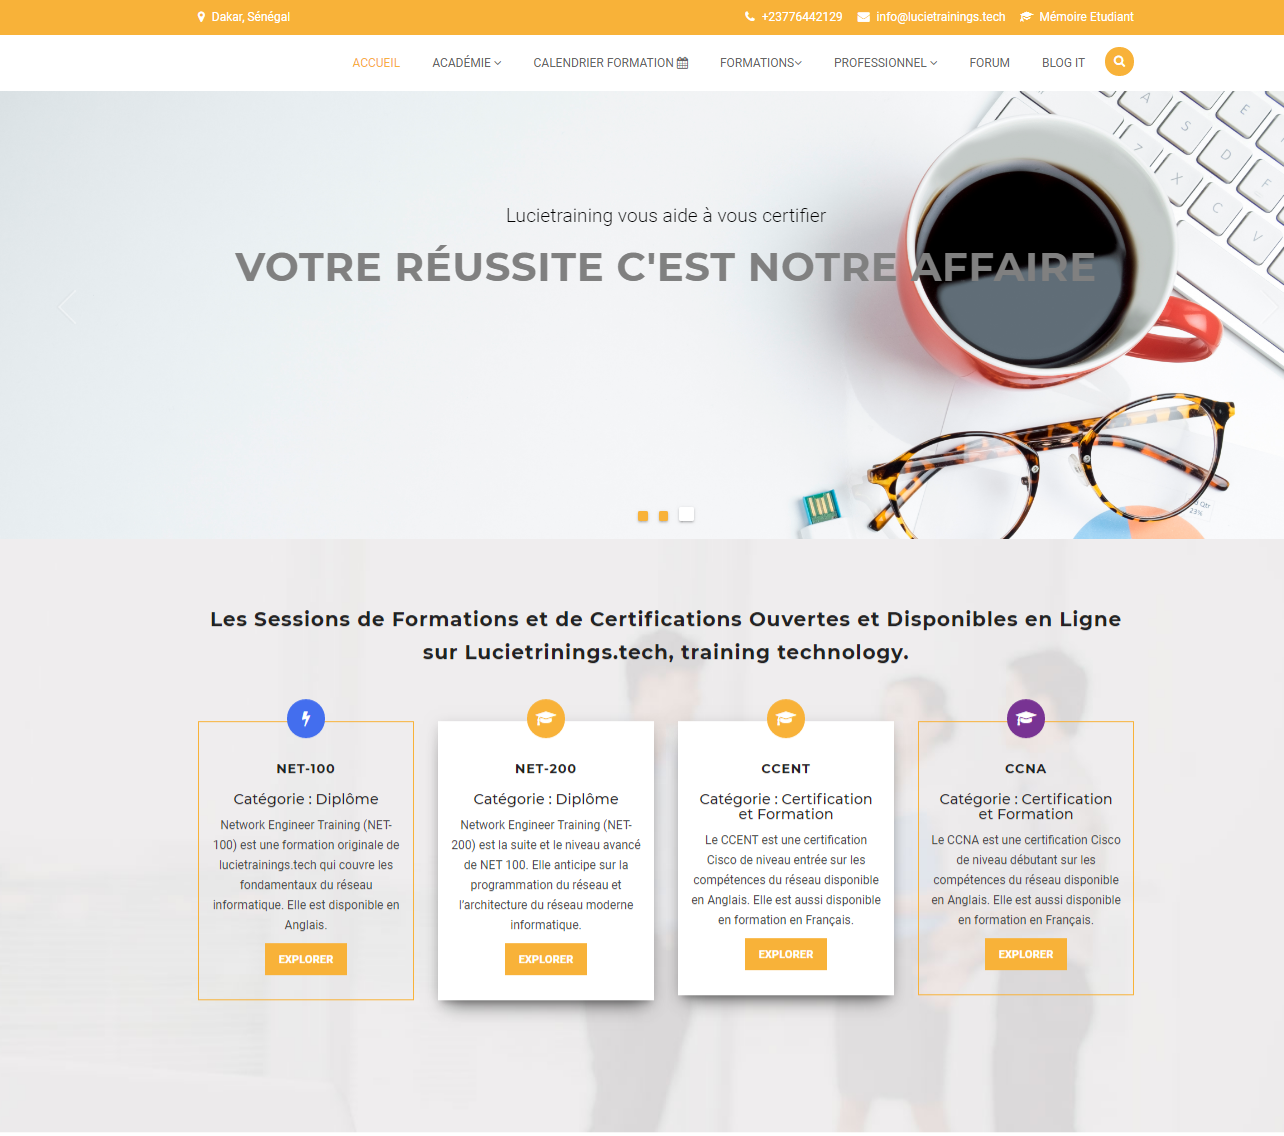 Dakar, Sénégal
+23776442129 info@lucietrainings.tech Mémoire Etudiant
ACCUEIL ACADÉMIE CALENDRIER FORMATION FORMATIONS PROFESSIONNEL FORUM BLOG IT
Lucietraining vous aide à vous certifier
VOTRE RÉUSSITE C'EST NOTRE AFFAIRE
Les Sessions de Formations et de Certifications Ouvertes et Disponibles en Ligne
sur Lucietrinings.tech, training technology.
NET-100
Catégorie : Diplôme
Network Engineer Training (NET-
100) est une formation originale de
lucietrainings.tech qui couvre les
fondamentaux du réseau
informatique. Elle est disponible en
Anglais.
EXPLORER
NET-200
Catégorie : Diplôme
Network Engineer Training (NET-
200) est la suite et le niveau avancé
de NET 100. Elle anticipe sur la
programmation du réseau et
l'architecture du réseau moderne
informatique.
EXPLORER
CCENT
Catégorie : Certification
et Formation
Le CCENT est une certification
Cisco de niveau entrée sur les
compétences du réseau disponible
en Anglais. Elle est aussi disponible
en formation en Français.
EXPLORER
CCNA
Catégorie : Certification
et Formation
Le CCNA est une certification Cisco
de niveau débutant sur les
compétences du réseau disponible
en Anglais. Elle est aussi disponible
en formation en Français.
EXPLORER